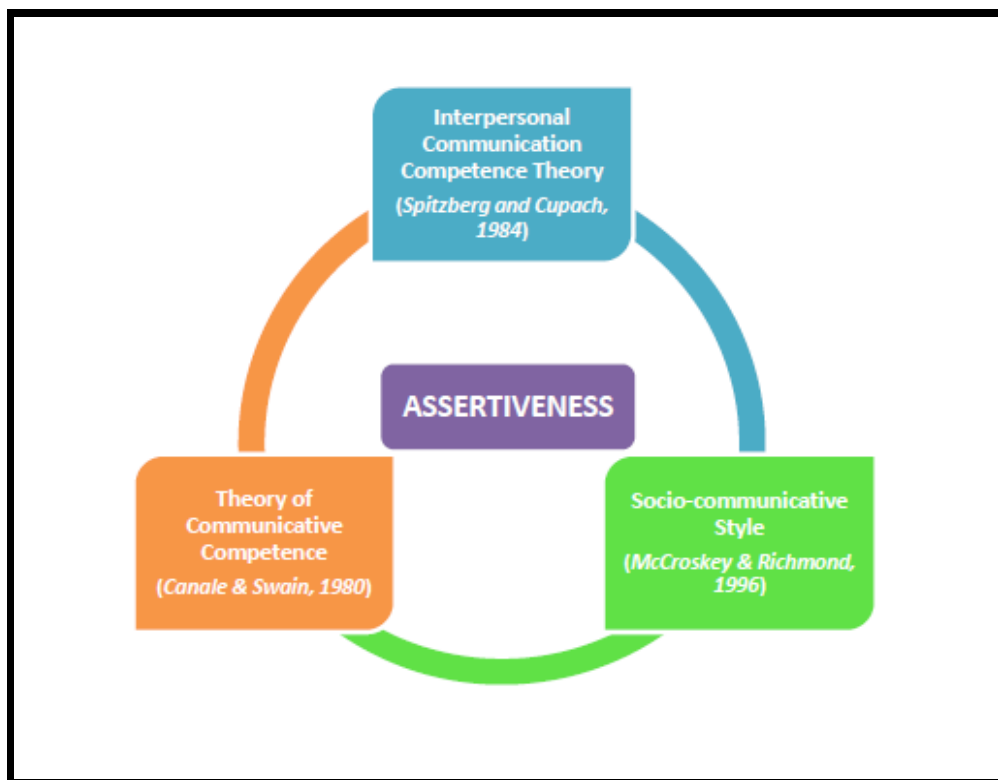 Interpersonal
Communication
Competence Theory
(Spitzberg and Cupach,
1984)
ASSERTIVENESS
Theory of
Communicative
Competence
(Canale & Swain, 1980)
Socio-communicative
Style
(McCroskey & Richmond,
1996)